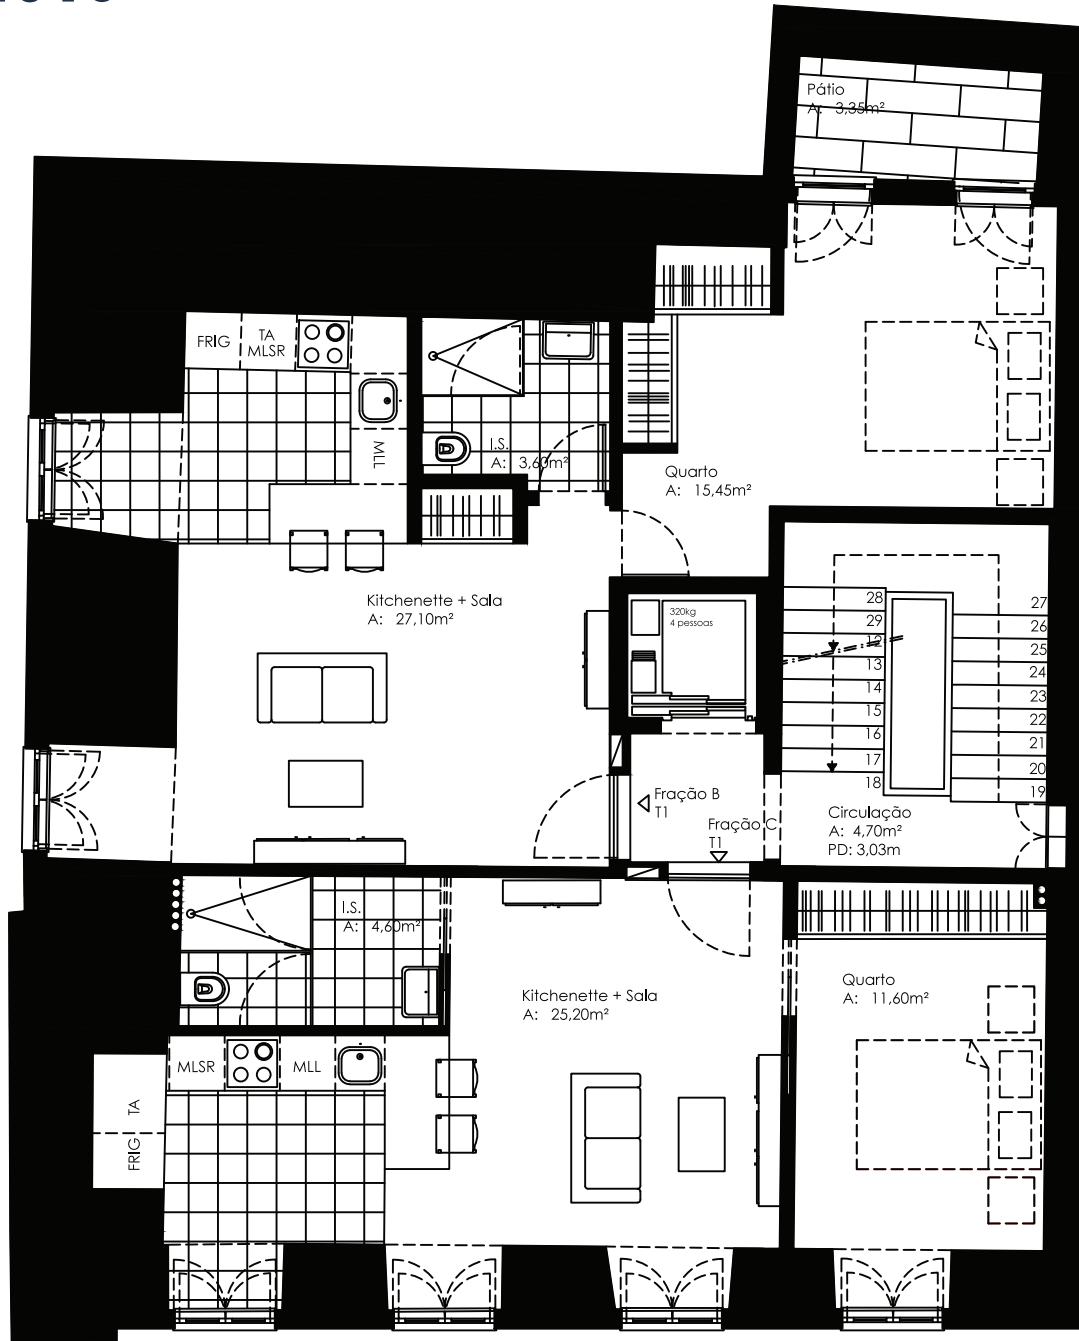 Pátio
A: 3,35m²
FRIG
TA
MLSR
MLL
I.S.
A: 3,60m²
Quarto
A: 15,45m²
Kitchenette + Sala
A: 27,10m²
320kg
4 pessoas
28
29
12
13
14
15
16
17
18
27
26
25
24
23
22
21
20
19
Fração B
T1
Fração C
T1
Circulação
A: 4,70m²
PD: 3,03m
I.S.
A: 4,60m²
Kitchenette + Sala
A: 25,20m²
Quarto
A: 11,60m²
MLSR
MLL
TA
FRIG